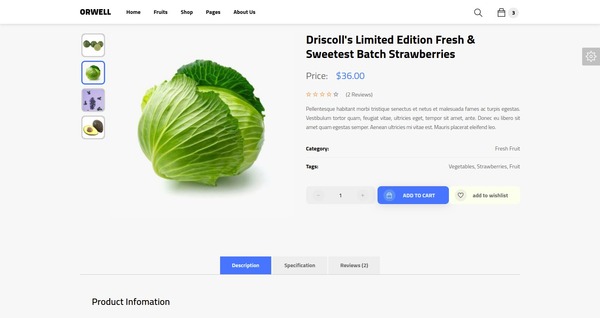 ORWELL
Home Fruits Shop Pages About Us
3
Driscoll's Limited Edition Fresh &
Sweetest Batch Strawberries
Price: $36.00
(2 Reviews)
Pellentesque habitant morbi tristique senectus et netus et malesuada fames ac turpis egestas.
Vestibulum tortor quam, feugiat vitae, ultricies eget, tempor sit amet, ante. Donec eu libero sit
amet quam egestas semper. Aenean ultricies mi vitae est. Mauris placerat eleifend leo.
Category: Fresh Fruit
Tags: Vegetables, Strawberries, Fruit
− 1 + ADD TO CART add to wishlist
Description Specification Reviews (2)
Product Infomation